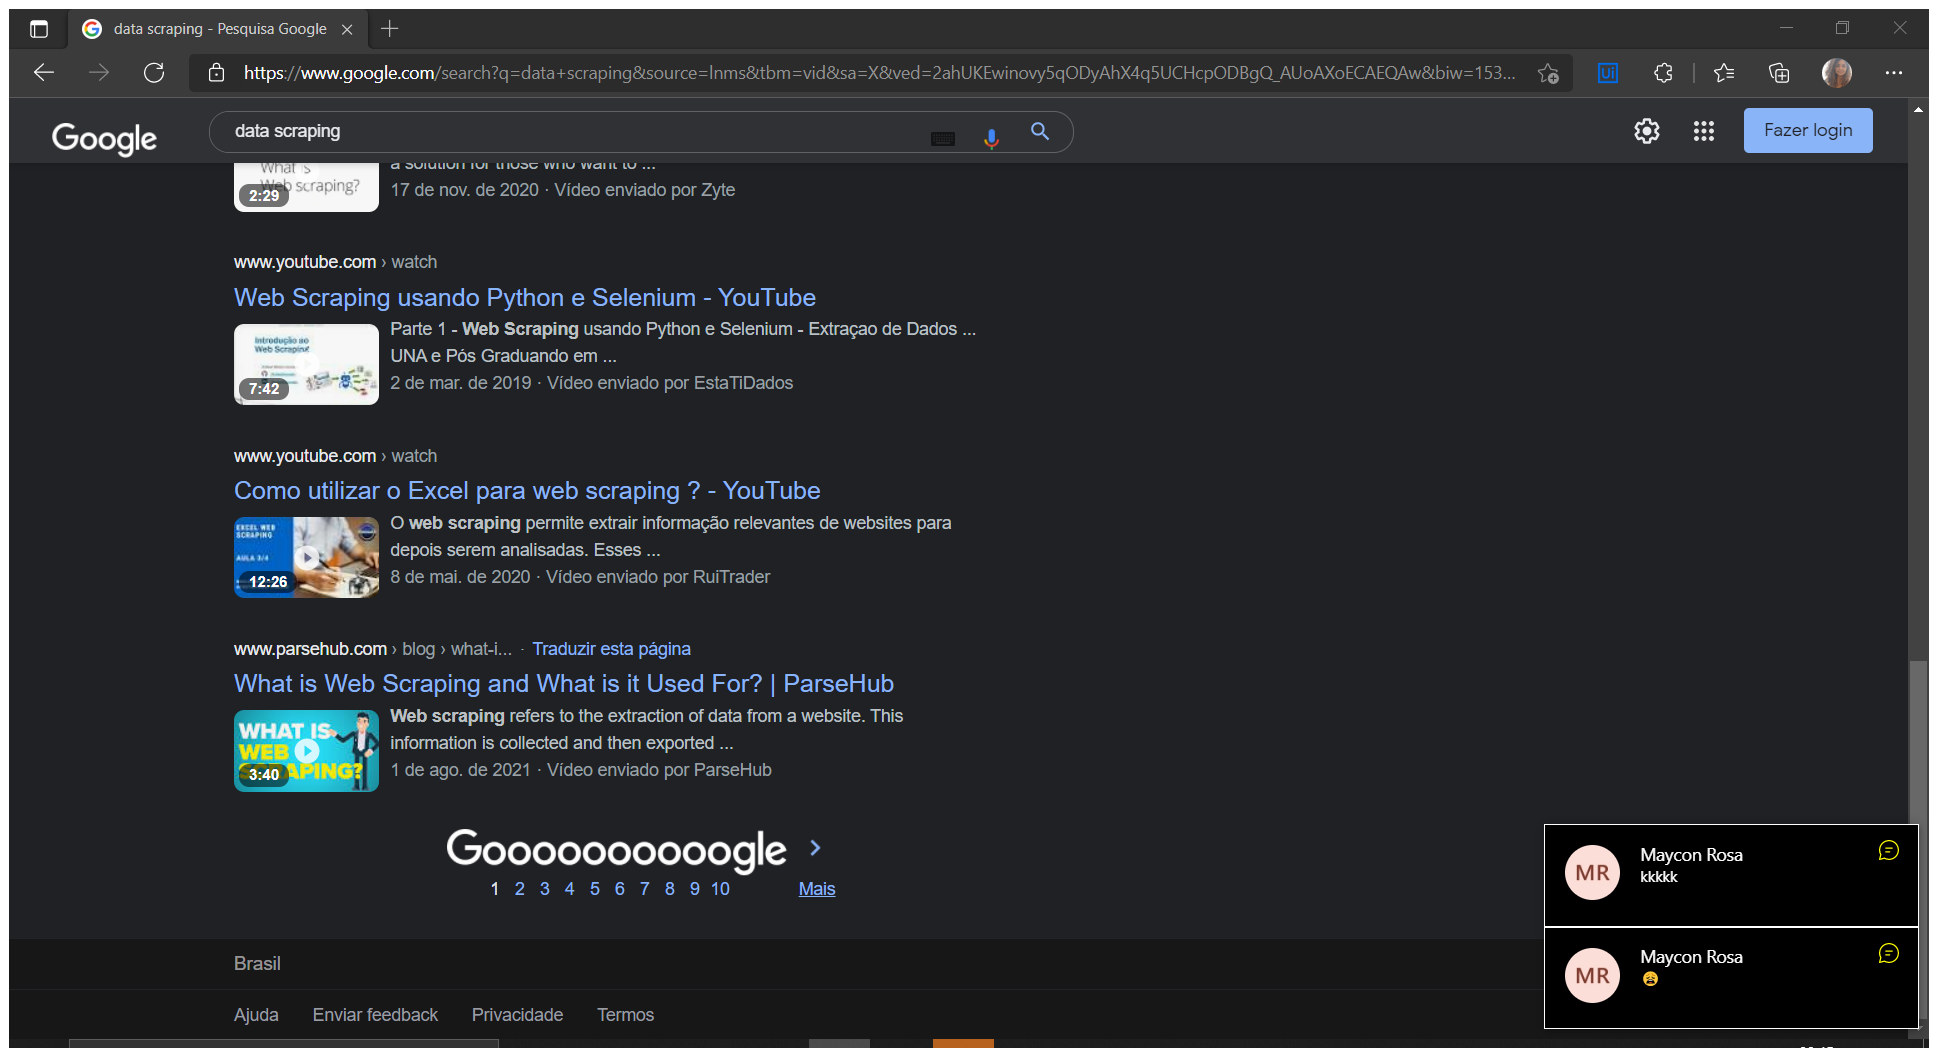 data scraping - Pesquisa Google
https://www.google.com/search?q=data+scraping&source=lnms&tbm=vid&sa=X&ved=2ahUKEwinovy5qODyAhX4q5UCHcpODBgQ_AUoAXoECAEQAw&biw=153...
Ui
Google
data scraping
Fazer login
What is
Web scraping?
2:29
a solution for those who want to ...
17 de nov. de 2020 · Vídeo enviado por Zyte
www.youtube.com › watch
Web Scraping usando Python e Selenium - YouTube
Introdução ao
Web Scraping
7:42
Parte 1 - Web Scraping usando Python e Selenium - Extraçao de Dados ...
UNA e Pós Graduando em ...
2 de mar. de 2019 · Vídeo enviado por EstaTiDados
www.youtube.com › watch
Como utilizar o Excel para web scraping ? - YouTube
EXCEL WEB
SCRAPING
AULA 3/4
12:26
O web scraping permite extrair informação relevantes de websites para
depois serem analisadas. Esses ...
8 de mai. de 2020 · Vídeo enviado por RuiTrader
www.parsehub.com › blog › what-i... · Traduzir esta página
What is Web Scraping and What is it Used For? | ParseHub
WHAT IS
WEB
SCRAPING?
3:40
Web scraping refers to the extraction of data from a website. This
information is collected and then exported ...
1 de ago. de 2021 · Vídeo enviado por ParseHub
Goooooooooogle
1 2 3 4 5 6 7 8 9 10 Mais
MR
Maycon Rosa
kkkkk
MR
Maycon Rosa
😩
Brasil
Ajuda Enviar feedback Privacidade Termos